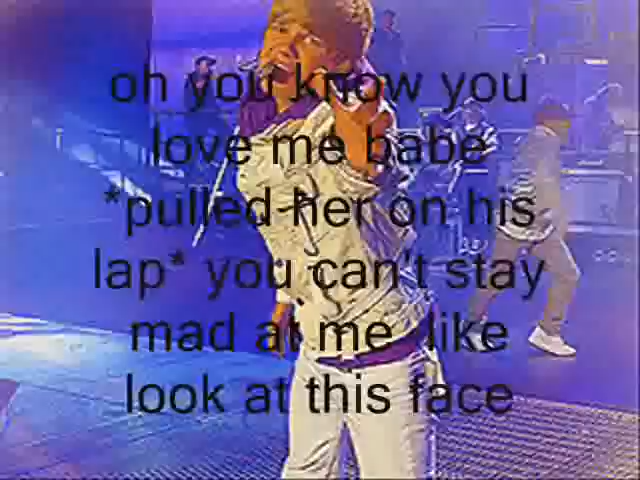 oh you know you
love me babe
*pulled her on his
lap* you can't stay
mad at me  like
look at this face